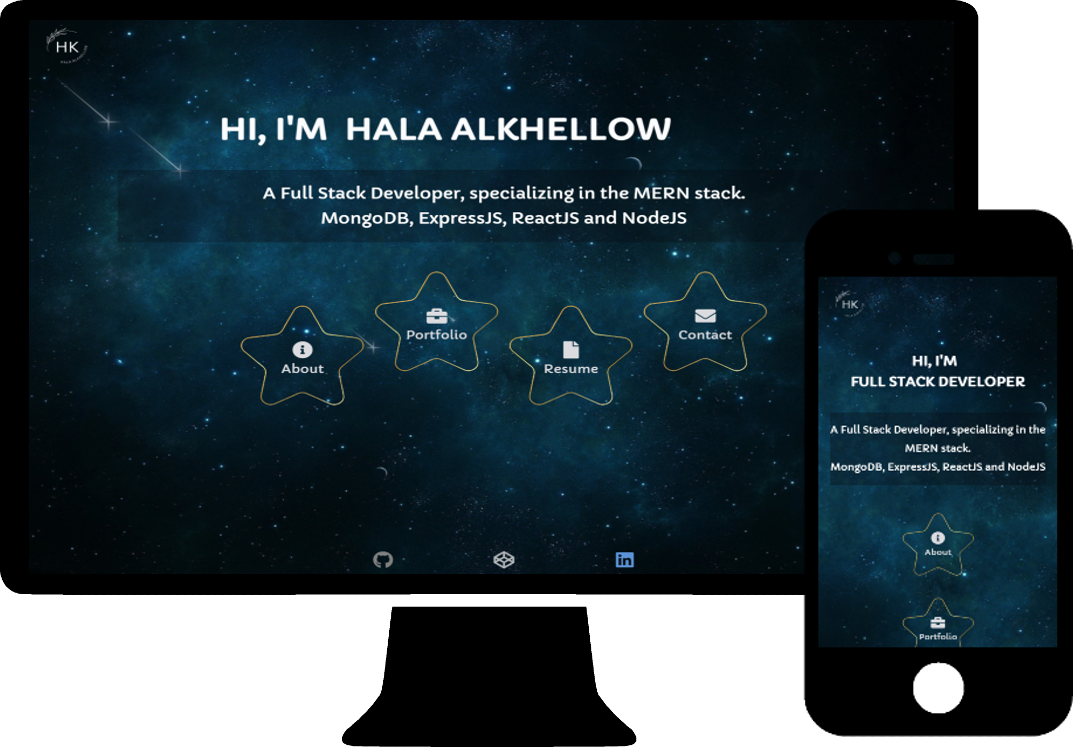 HK
HI, I'M HALA ALKHELLOW
A Full Stack Developer, specializing in the MERN stack.
MongoDB, ExpressJS, ReactJS and NodeJS
About
Portfolio
Resume
Contact
HK
HI, I'M
FULL STACK DEVELOPER
A Full Stack Developer, specializing in the
MERN stack.
MongoDB, ExpressJS, ReactJS and NodeJS
About
Portfolio